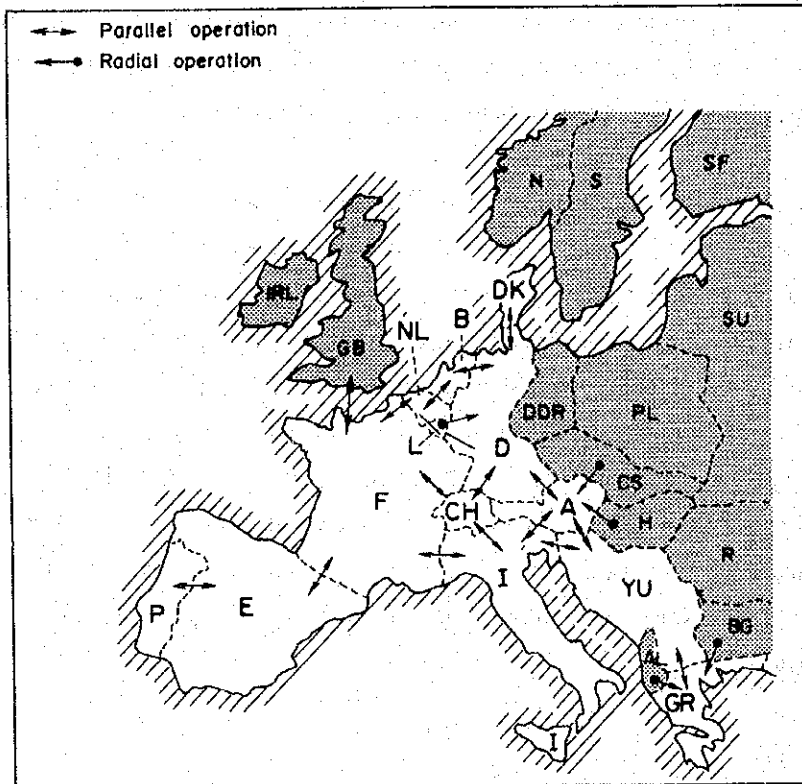 Parallel operation
Radial operation
N
S
SF
IRL
GB
DK
SU
NL
B
DDR
PL
L
D
CS
F
CH
A
H
R
I
YU
P
E
BG
AL
GR
I